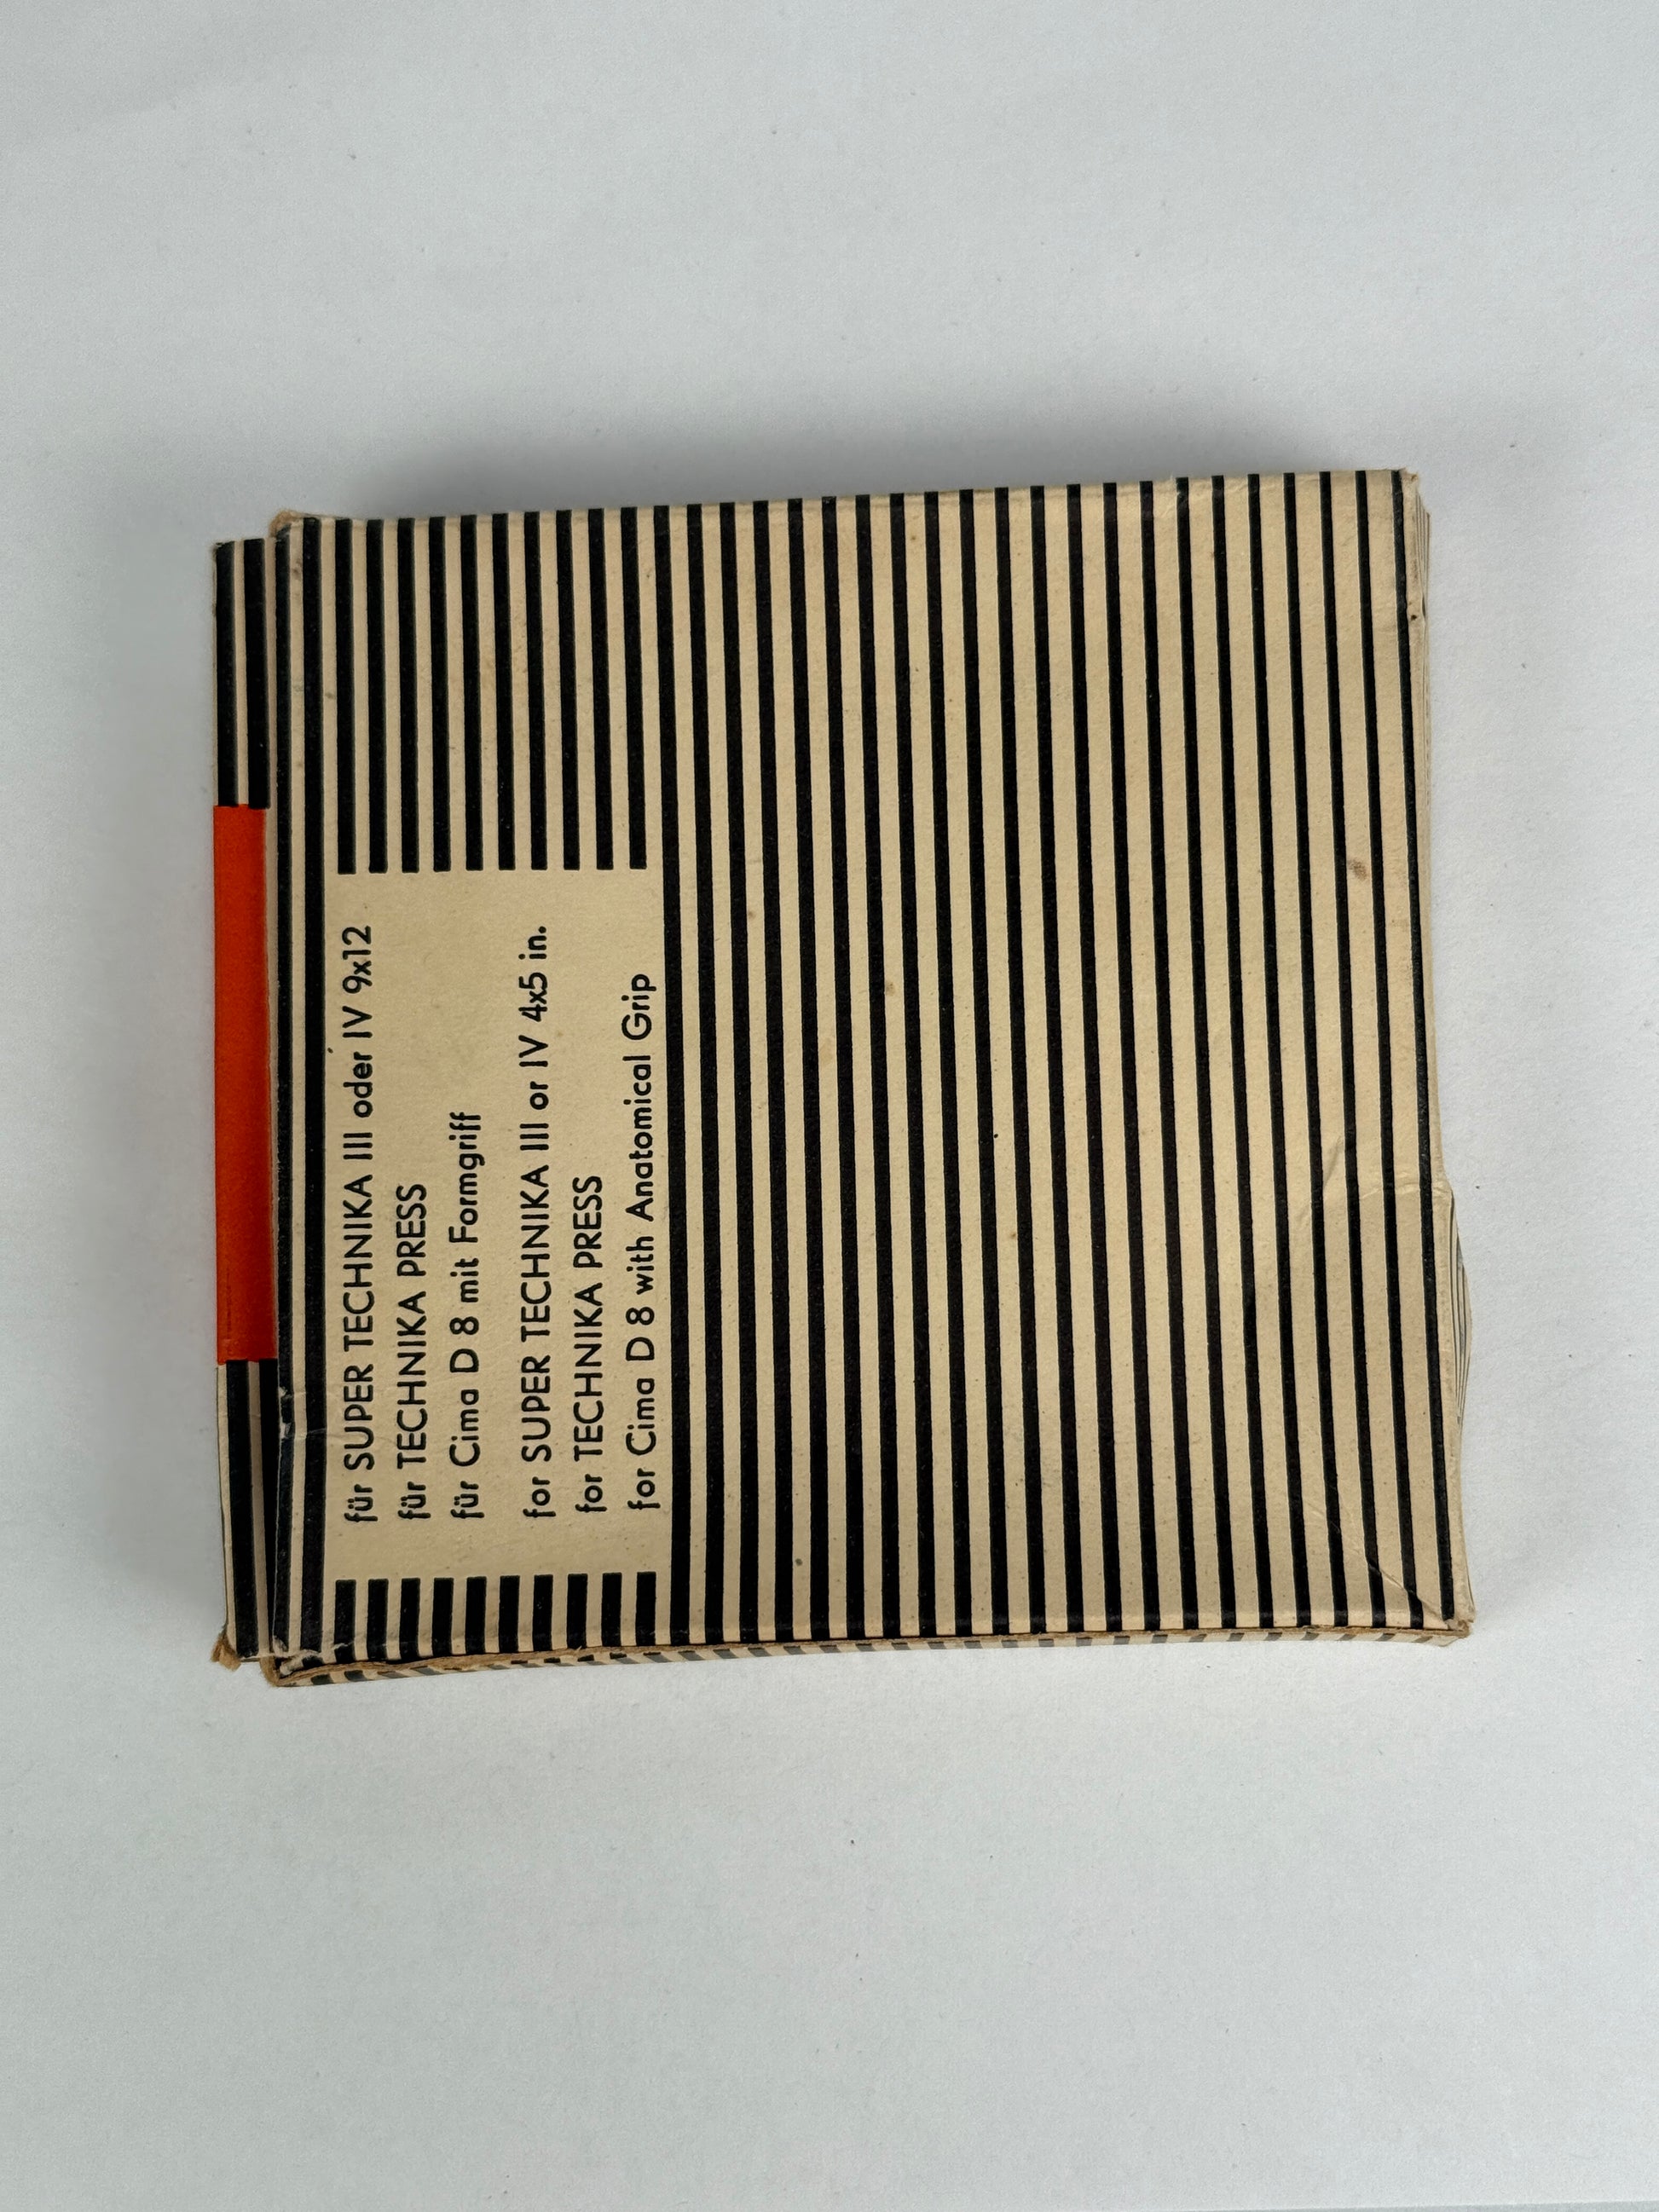 für SUPER TECHNIKA III oder IV 9x12
für TECHNIKA PRESS
für Cima D 8 mit Formgriff
for SUPER TECHNIKA III or IV 4x5 in.
for TECHNIKA PRESS
for Cima D 8 with Anatomical Grip